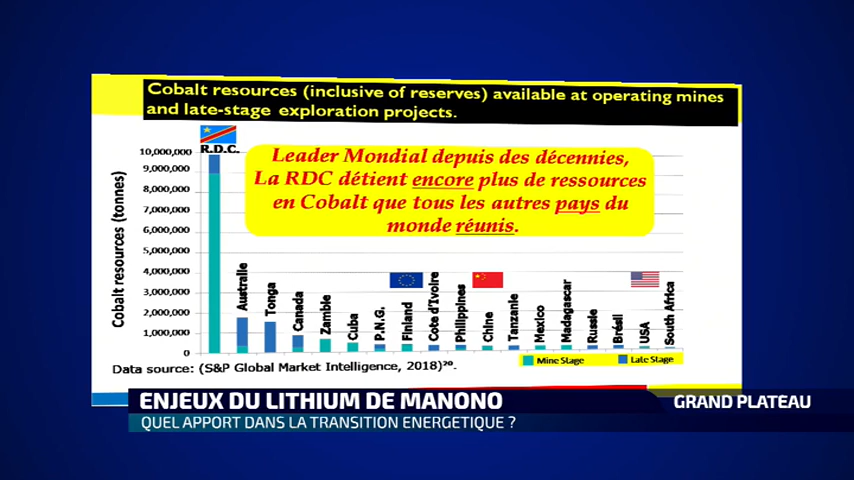 Cobalt resources (inclusive of reserves) available at operating mines
and late-stage exploration projects.
R.D.C.
Leader Mondial depuis des décennies,
La RDC détient encore plus de ressources
en Cobalt que tous les autres pays du
monde réunis.
Cobalt resources (tonnes)
10,000,000
9,000,000
8,000,000
7,000,000
6,000,000
5,000,000
4,000,000
3,000,000
2,000,000
1,000,000
0
Australie
Tonga
Canada
Zambie
Cuba
P.N.G.
Finland
Cote d'Ivoire
Philippines
Chine
Tanzanie
Mexico
Madagascar
Russie
Brésil
USA
South Africa
Mine Stage
Late Stage
Data source: (S&P Global Market Intelligence, 2018)²⁰.
ENJEUX DU LITHIUM DE MANONO
GRAND PLATEAU
QUEL APPORT DANS LA TRANSITION ENERGETIQUE ?